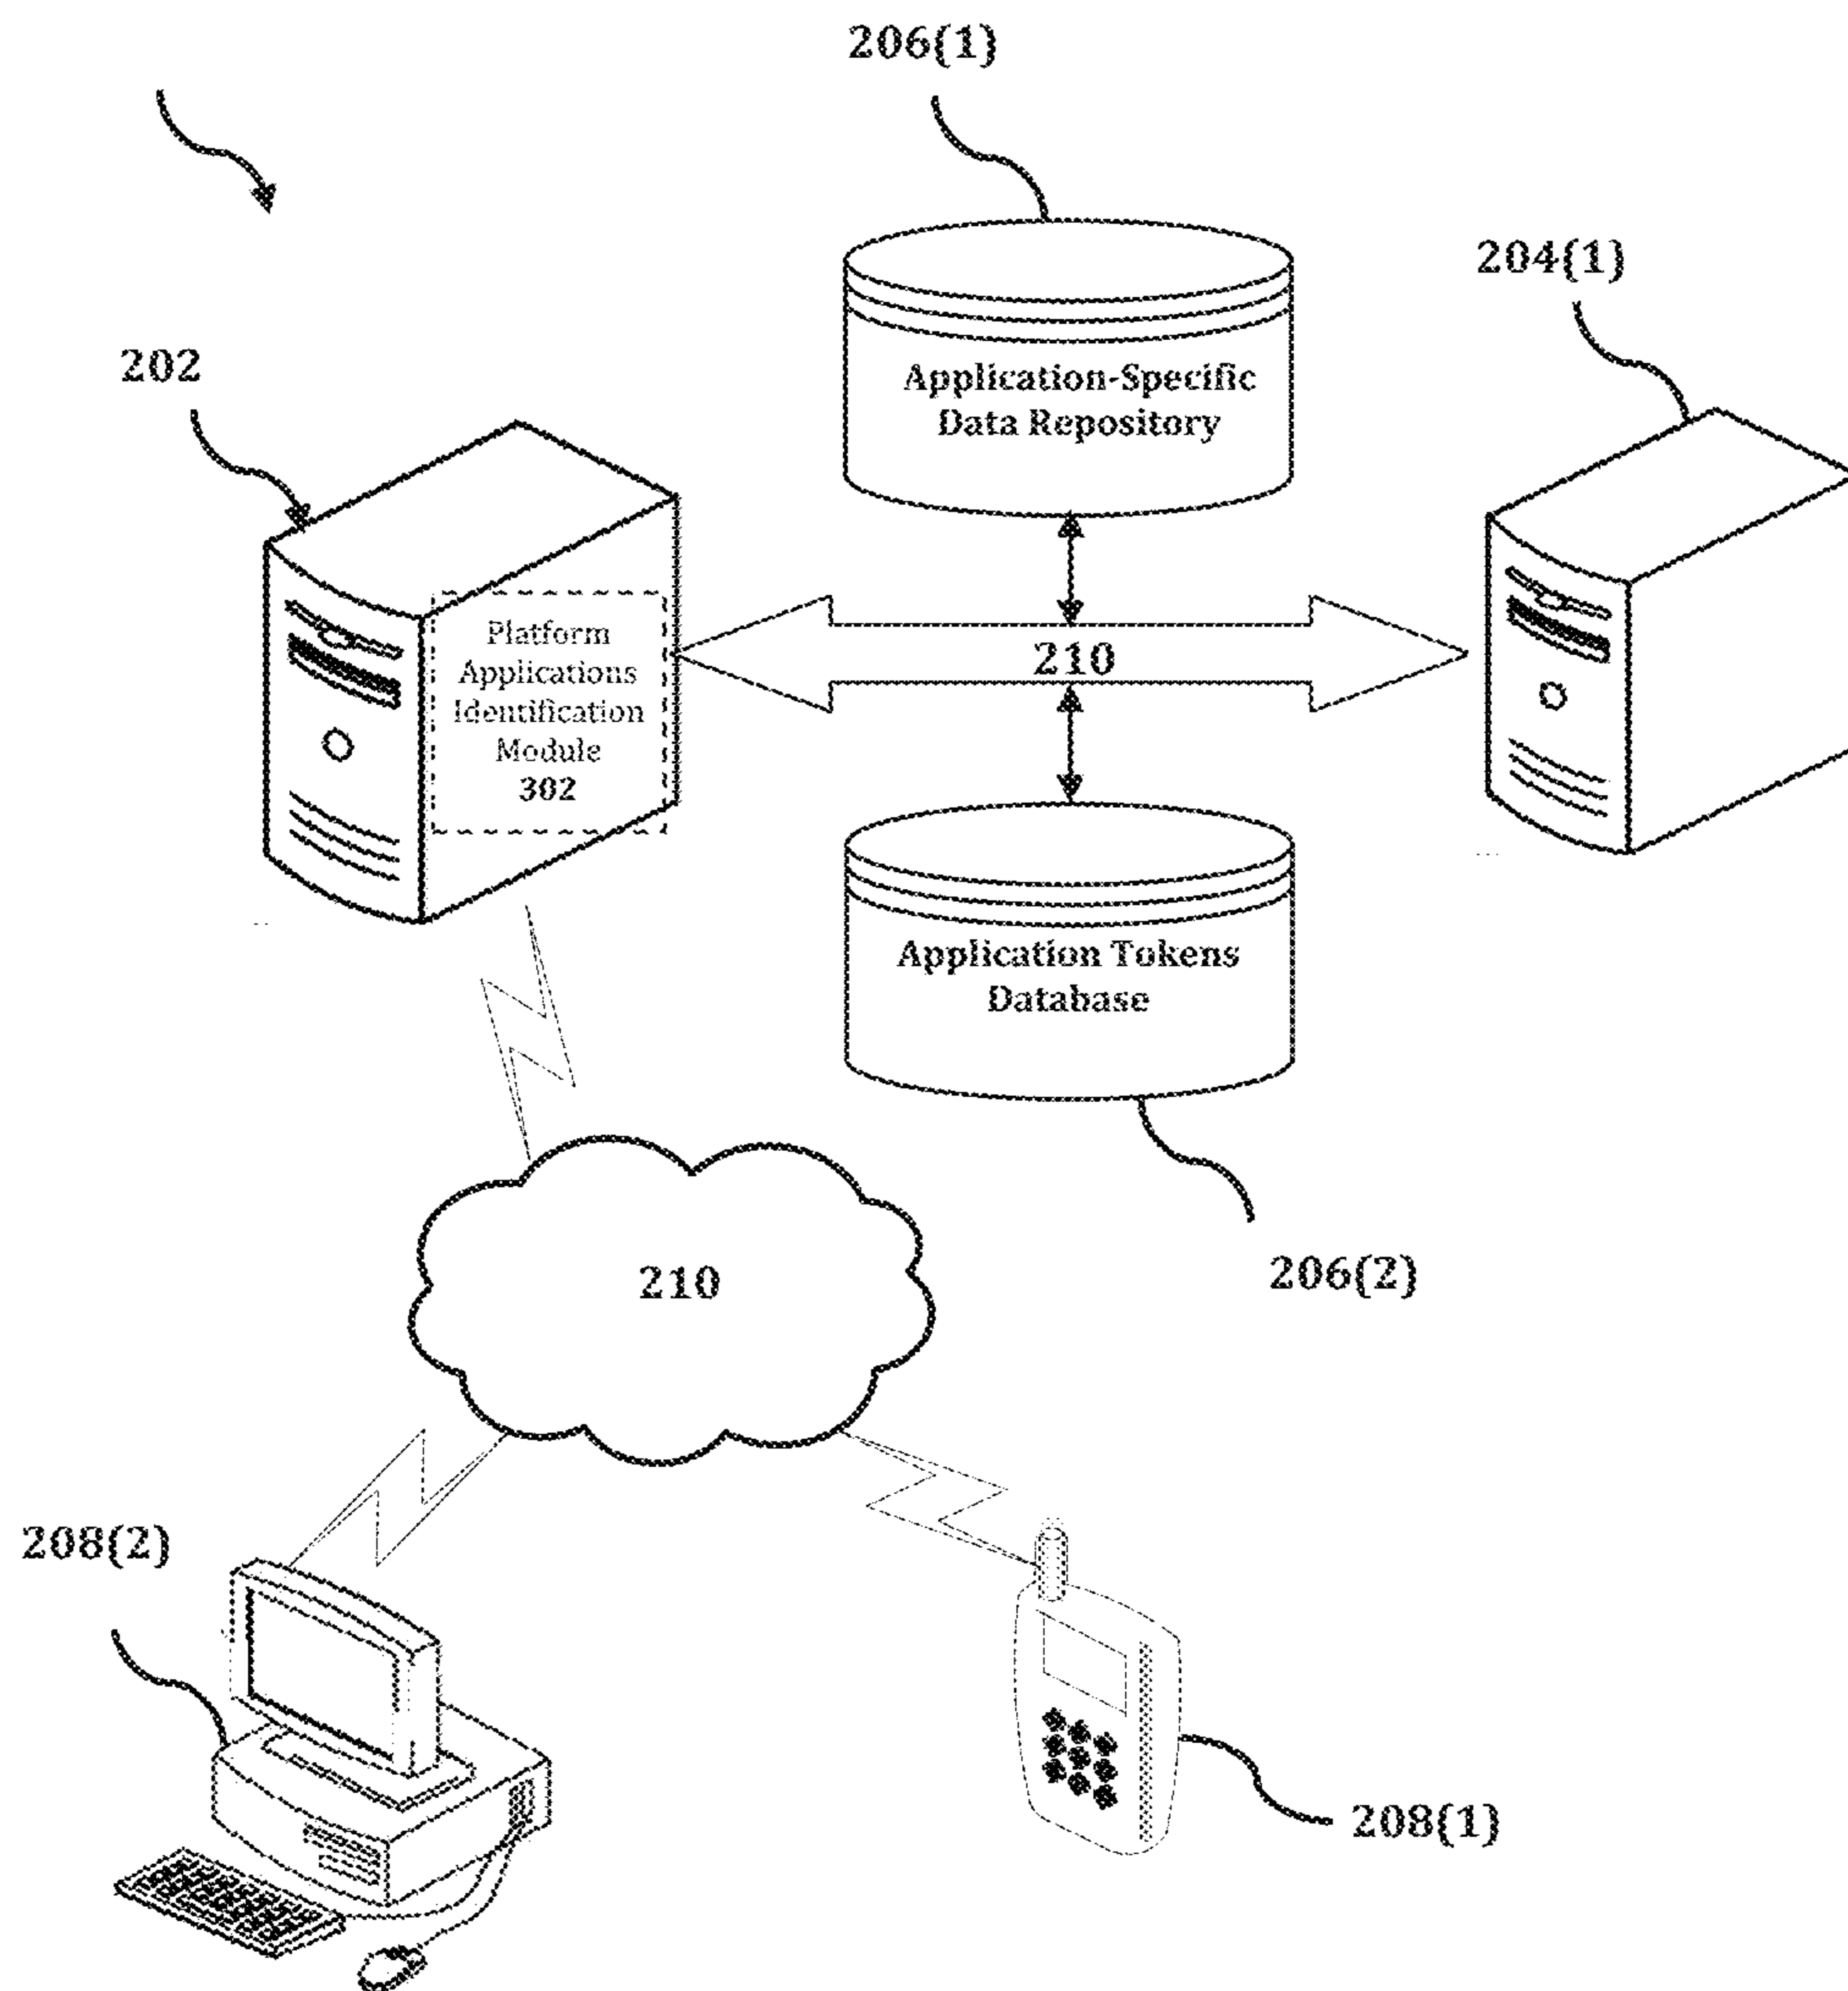 206(1)
204(1)
202
Application-Specific
Data Repository
Platform
Applications
Identification
Module
302
210
Application Tokens
Database
210
206(2)
208(2)
208(1)